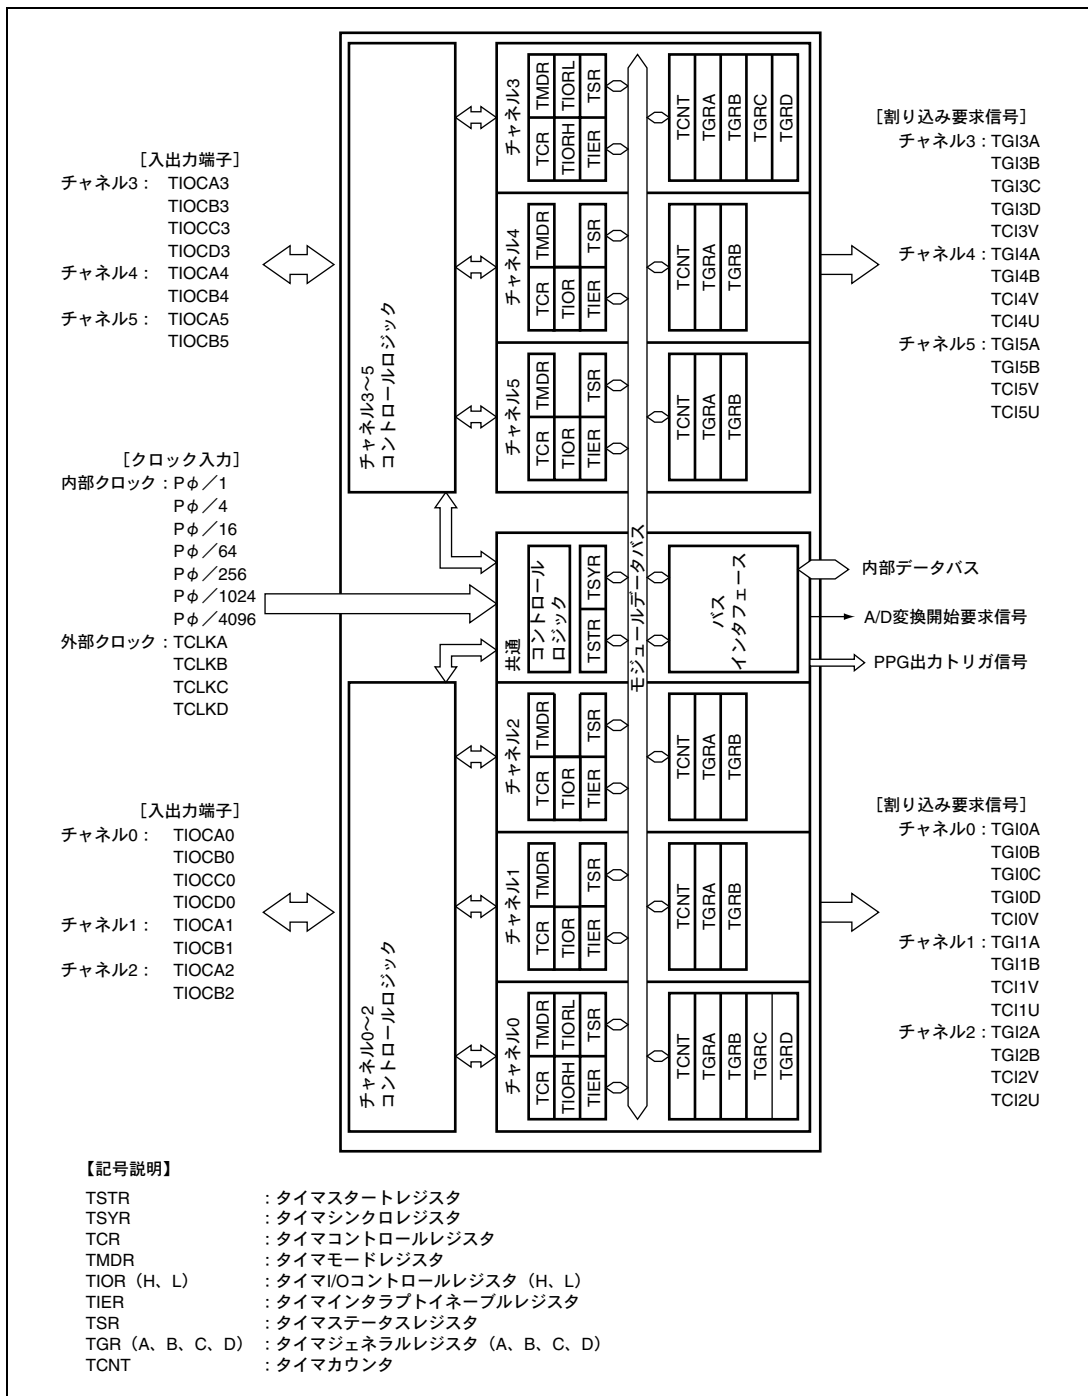 [入出力端子]
チャネル3： TIOCA3
TIOCB3
TIOCC3
TIOCD3
チャネル4： TIOCA4
TIOCB4
チャネル5： TIOCA5
TIOCB5
[クロック入力]
内部クロック：Pφ／1
Pφ／4
Pφ／16
Pφ／64
Pφ／256
Pφ／1024
Pφ／4096
外部クロック：TCLKA
TCLKB
TCLKC
TCLKD
[入出力端子]
チャネル0： TIOCA0
TIOCB0
TIOCC0
TIOCD0
チャネル1： TIOCA1
TIOCB1
チャネル2： TIOCA2
TIOCB2
チャネル3〜5
コントロールロジック
チャネル0〜2
コントロールロジック
チャネル3
TCR TMDR
TIORH TIORL
TIER TSR
TCNT
TGRA
TGRB
TGRC
TGRD
チャネル4
TCR TMDR
TIOR
TIER TSR
TCNT
TGRA
TGRB
チャネル5
TCR TMDR
TIOR
TIER TSR
TCNT
TGRA
TGRB
共通
コントロール
ロジック
TSTR TSYR
モジュールデータバス
バス
インタフェース
チャネル2
TCR TMDR
TIOR
TIER TSR
TCNT
TGRA
TGRB
チャネル1
TCR TMDR
TIOR
TIER TSR
TCNT
TGRA
TGRB
チャネル0
TCR TMDR
TIORH TIORL
TIER TSR
TCNT
TGRA
TGRB
TGRC
TGRD
[割り込み要求信号]
チャネル3：TGI3A
TGI3B
TGI3C
TGI3D
TCI3V
チャネル4：TGI4A
TGI4B
TCI4V
TCI4U
チャネル5：TGI5A
TGI5B
TCI5V
TCI5U
内部データバス
A/D変換開始要求信号
PPG出力トリガ信号
[割り込み要求信号]
チャネル0：TGI0A
TGI0B
TGI0C
TGI0D
TCI0V
チャネル1：TGI1A
TGI1B
TCI1V
TCI1U
チャネル2：TGI2A
TGI2B
TCI2V
TCI2U
【記号説明】
TSTR ：タイマスタートレジスタ
TSYR ：タイマシンクロレジスタ
TCR ：タイマコントロールレジスタ
TMDR ：タイマモードレジスタ
TIOR（H、L） ：タイマI/Oコントロールレジスタ（H、L）
TIER ：タイマインタラプトイネーブルレジスタ
TSR ：タイマステータスレジスタ
TGR（A、B、C、D） ：タイマジェネラルレジスタ（A、B、C、D）
TCNT ：タイマカウンタ